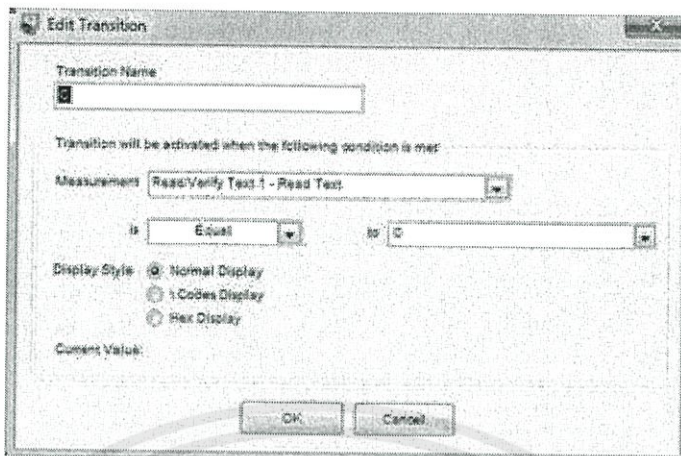 Edit Transition
Transition Name
C
Transition will be activated when the following condition is met
Measurement Read/Verify Text 1 - Read Text
is Equal to C
Display Style Normal Display
\ Codes Display
Hex Display
Current Value:
OK Cancel